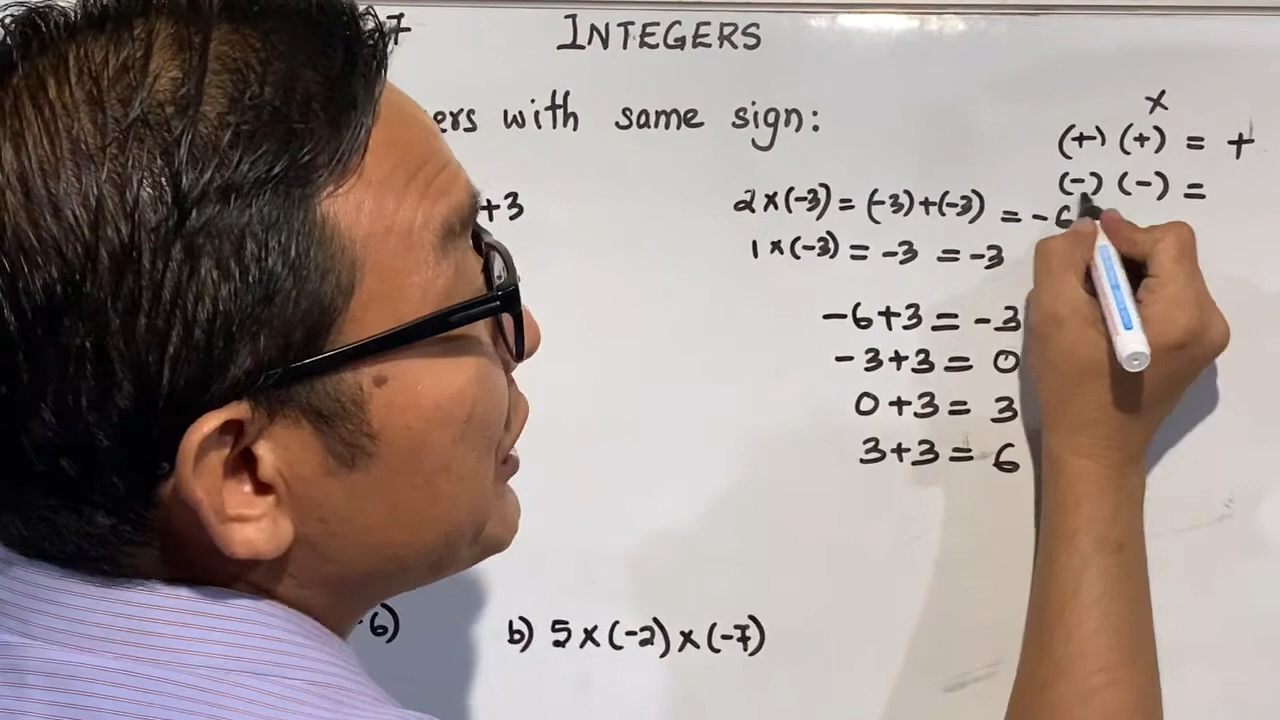 7 INTEGERS
ers with same sign:
×
(+) (+) = +
(-) (-) =
+3
2×(-3) = (-3)+(-3) = -6
1×(-3) = -3 = -3
-6+3 = -3
-3+3 = 0
0+3 = 3
3+3 = 6
6)
b) 5×(-2)×(-7)